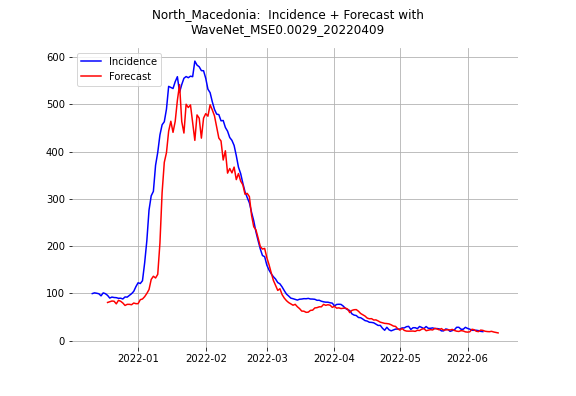 North_Macedonia:  Incidence + Forecast with
WaveNet_MSE0.0029_20220409
Incidence
Forecast
600
500
400
300
200
100
0
2022-01 2022-02 2022-03 2022-04 2022-05 2022-06